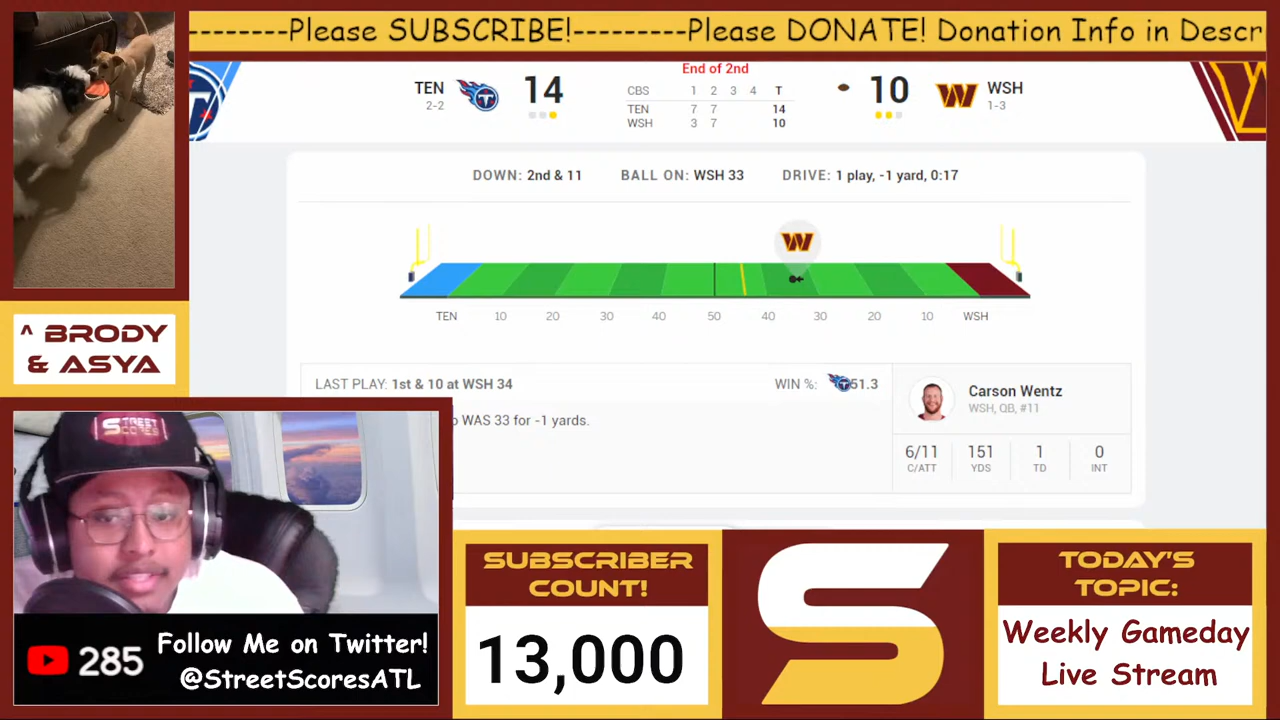 --------Please SUBSCRIBE!---------Please DONATE! Donation Info in Descr
TEN
2-2
14
End of 2nd
CBS 1 2 3 4 T
TEN 7 7 14
WSH 3 7 10
10
WSH
1-3
DOWN: 2nd & 11 BALL ON: WSH 33 DRIVE: 1 play, -1 yard, 0:17
TEN 10 20 30 40 50 40 30 20 10 WSH
LAST PLAY: 1st & 10 at WSH 34
WIN %: 51.3
WAS 33 for -1 yards.
Carson Wentz
WSH, QB, #11
6/11 151 1 0
C/ATT YDS TD INT
^ BRODY
& ASYA
STREET
SCORES
285
Follow Me on Twitter!
@StreetScoresATL
SUBSCRIBER
COUNT!
13,000
TODAY'S
TOPIC:
Weekly Gameday
Live Stream